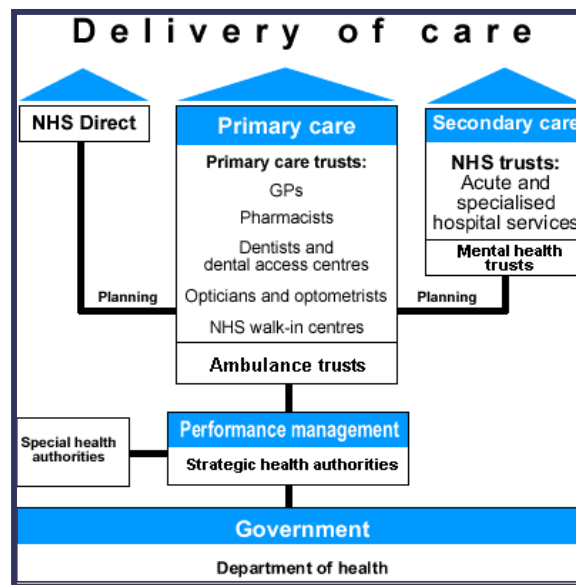 Delivery of care
NHS Direct
Primary care
Primary care trusts:
GPs
Pharmacists
Dentists and
dental access centres
Opticians and optometrists
NHS walk-in centres
Ambulance trusts
Secondary care
NHS trusts:
Acute and
specialised
hospital services
Mental health
trusts
Planning
Planning
Performance management
Strategic health authorities
Special health
authorities
Government
Department of health